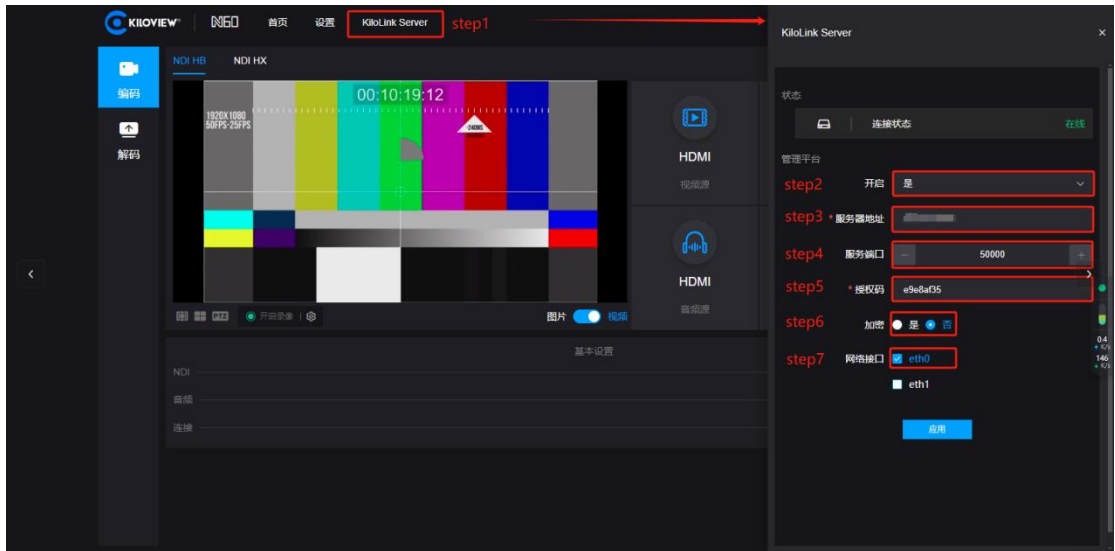 KILOVIEW N60 首页 设置 KiloLink Server step1
KiloLink Server ×
编码
解码
NDI HB NDI HX
00:10:19:12
1920X1080
50FPS-25FPS
-240MS
HDMI
视频源
HDMI
音频源
PTZ 开启录像 图片 视频
基本设置
NDI
音频
连接
状态
连接状态 在线
管理平台
step2 开启 是
step3 * 服务器地址
step4 服务端口 − 50000 +
step5 * 授权码 e9e8af35
step6 加密 是 否
step7 网络接口 eth0
eth1
应用
0.4
+ K/s
146
+ K/s